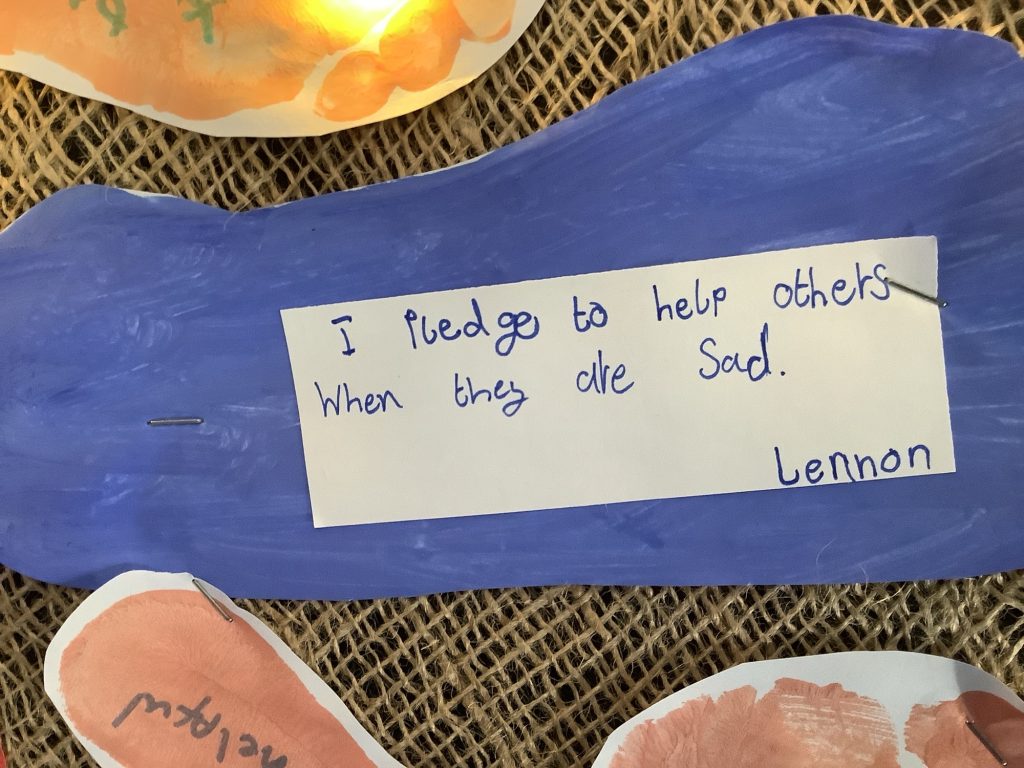 I pledge to help others
When they are Sad.
Lennon